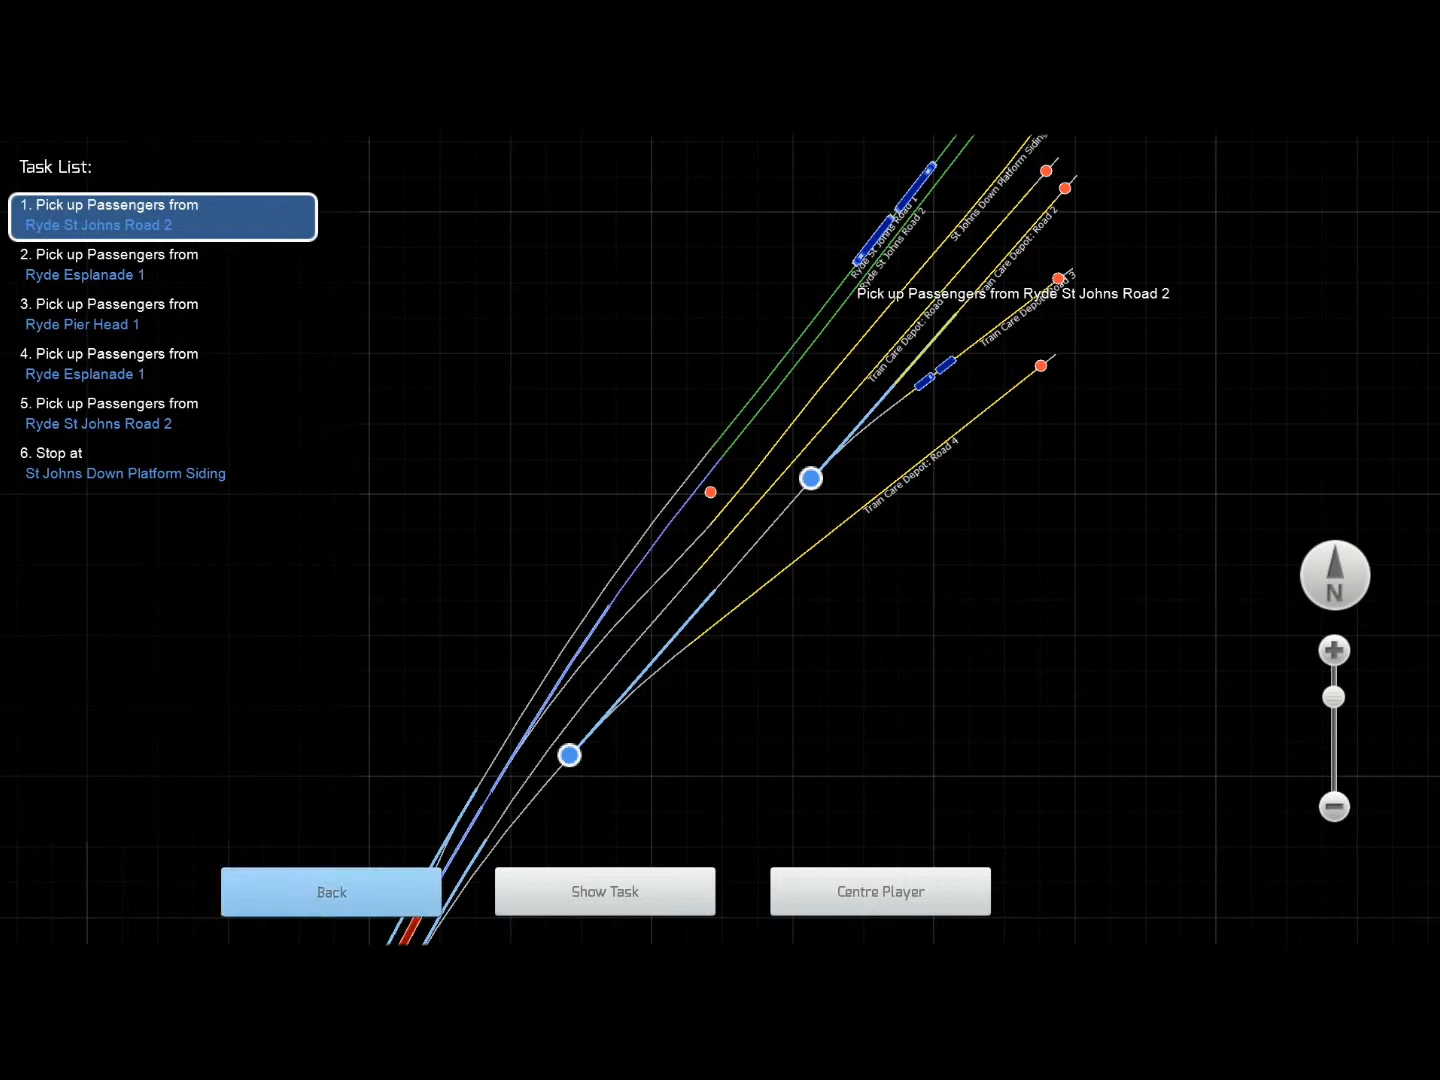 Task List:
1. Pick up Passengers from
Ryde St Johns Road 2
2. Pick up Passengers from
Ryde Esplanade 1
3. Pick up Passengers from
Ryde Pier Head 1
4. Pick up Passengers from
Ryde Esplanade 1
5. Pick up Passengers from
Ryde St Johns Road 2
6. Stop at
St Johns Down Platform Siding
Ryde St Johns Road 1
Ryde St Johns Road 2
St Johns Down Platform Siding
Train Care Depot: Road
Train Care Depot: Road 2
Train Care Depot: Road 3
Pick up Passengers from Ryde St Johns Road 2
Train Care Depot: Road 4
N
Back
Show Task
Centre Player